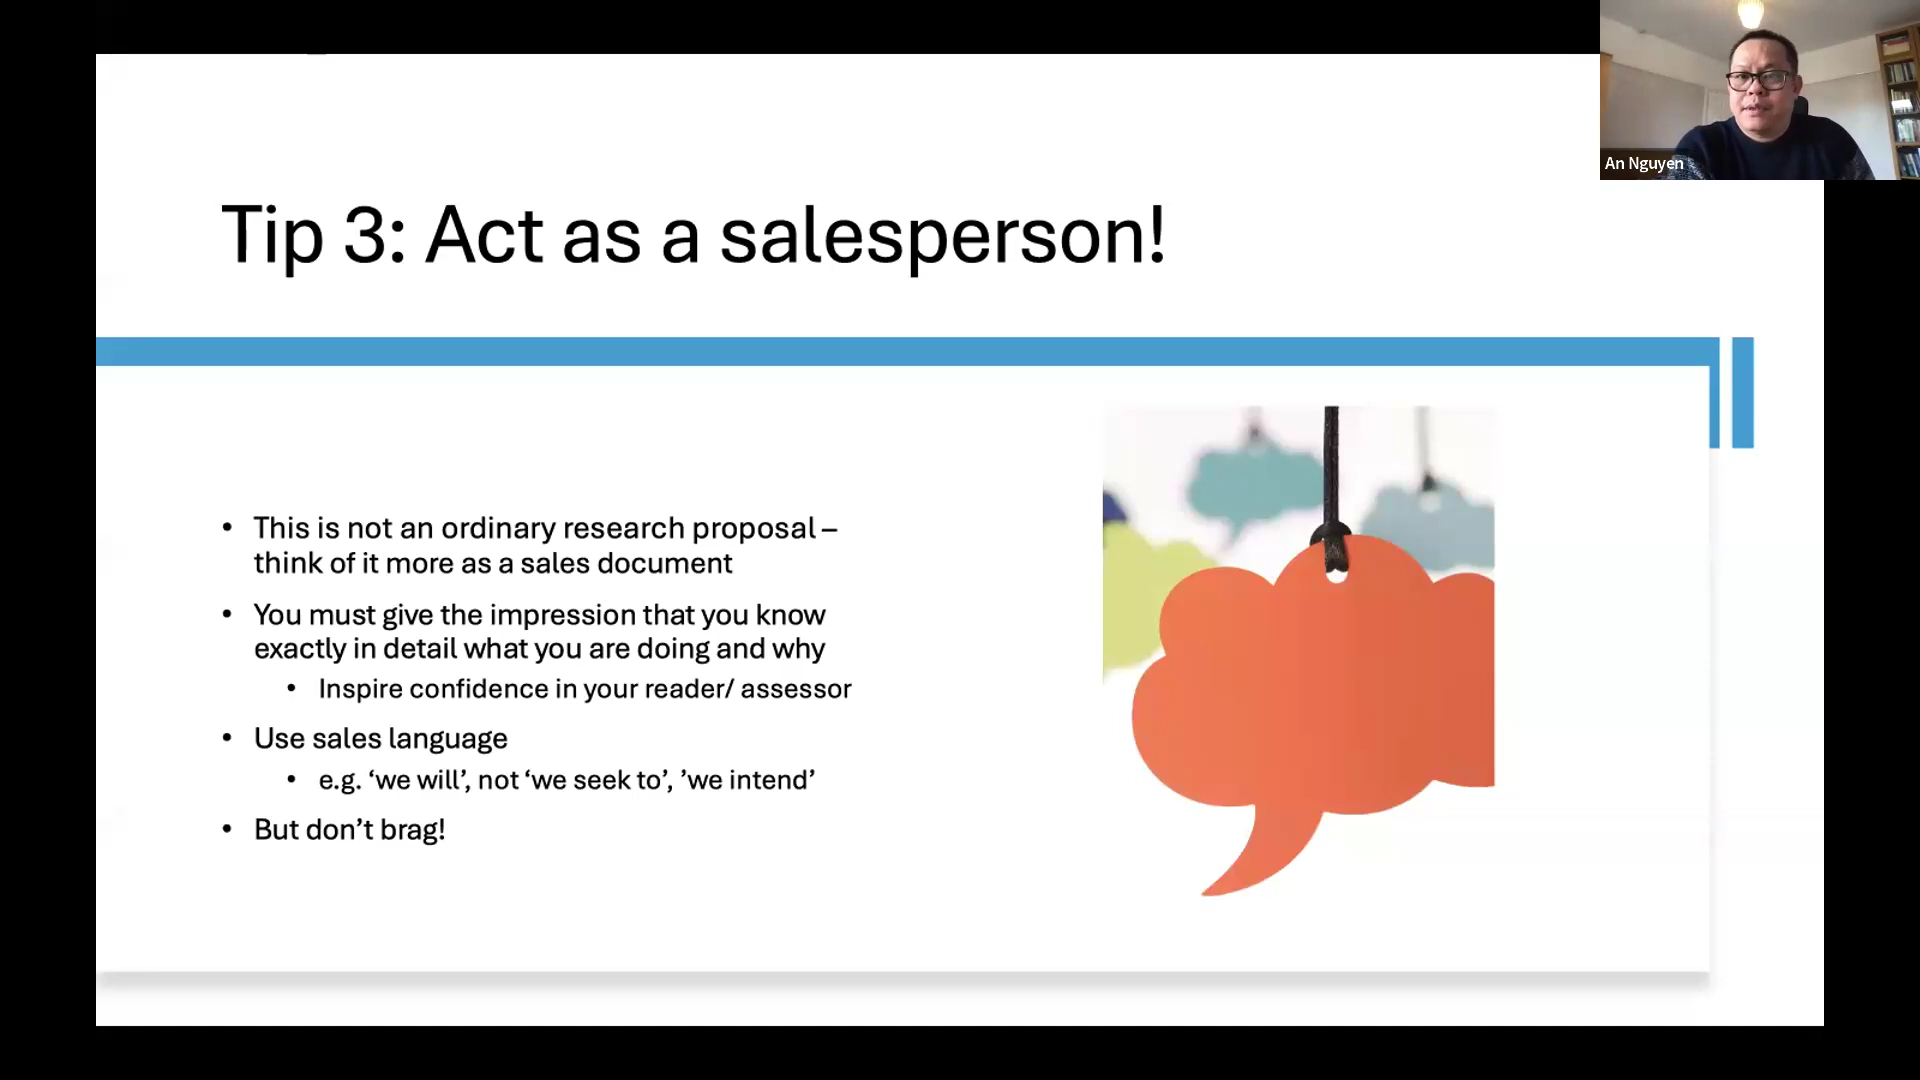 An Nguyen
Tip 3: Act as a salesperson!
• This is not an ordinary research proposal –
think of it more as a sales document
• You must give the impression that you know
exactly in detail what you are doing and why
• Inspire confidence in your reader/ assessor
• Use sales language
• e.g. ‘we will’, not ‘we seek to’, ’we intend’
• But don’t brag!